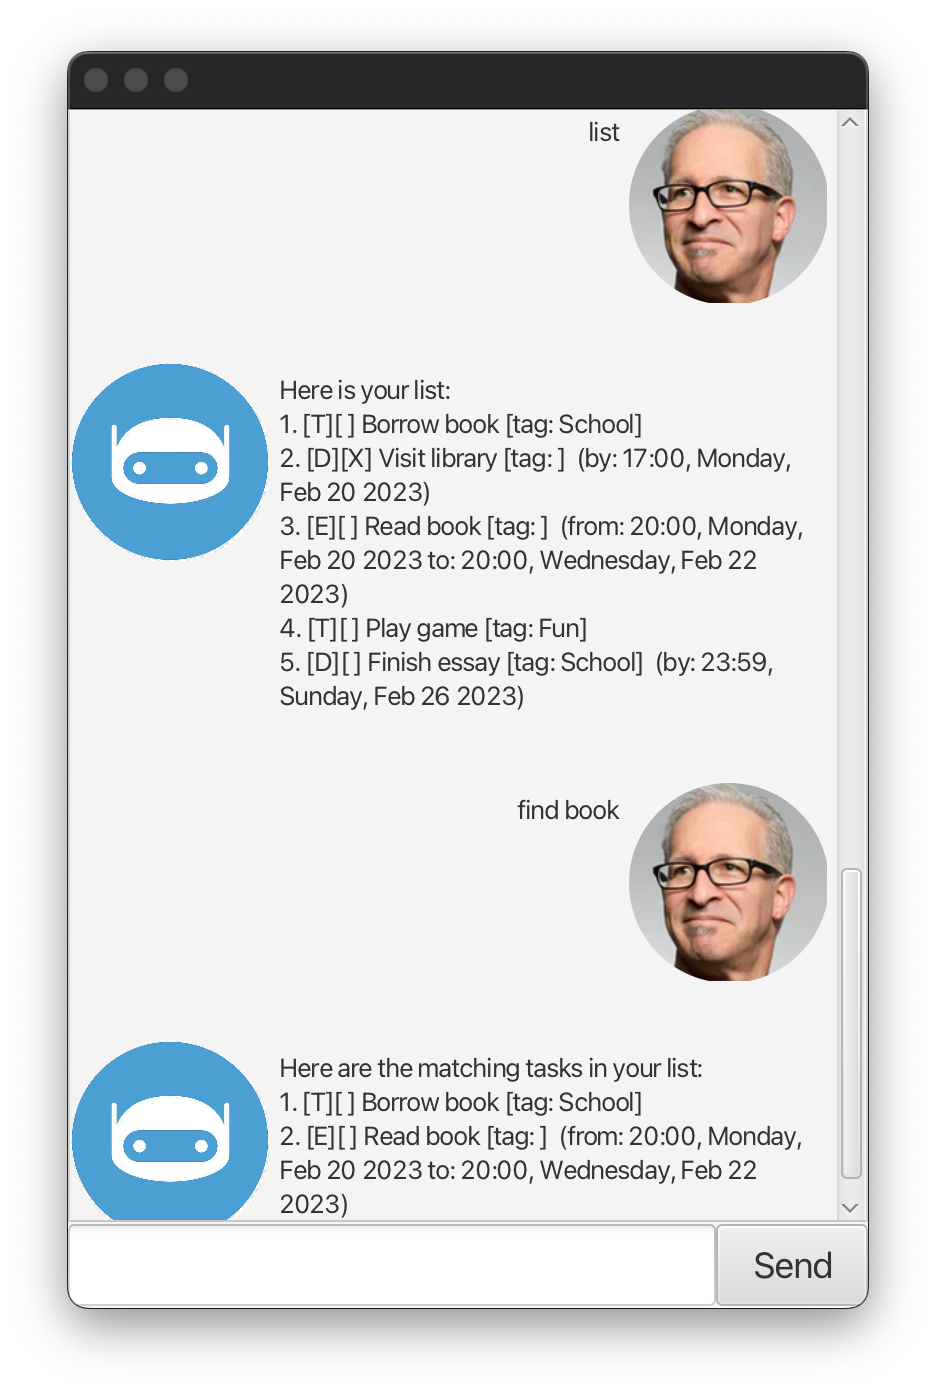 list
Here is your list:
1. [T][ ] Borrow book [tag: School]
2. [D][X] Visit library [tag: ]  (by: 17:00, Monday,
Feb 20 2023)
3. [E][ ] Read book [tag: ]  (from: 20:00, Monday,
Feb 20 2023 to: 20:00, Wednesday, Feb 22
2023)
4. [T][ ] Play game [tag: Fun]
5. [D][ ] Finish essay [tag: School]  (by: 23:59,
Sunday, Feb 26 2023)
find book
Here are the matching tasks in your list:
1. [T][ ] Borrow book [tag: School]
2. [E][ ] Read book [tag: ]  (from: 20:00, Monday,
Feb 20 2023 to: 20:00, Wednesday, Feb 22
2023)
Send